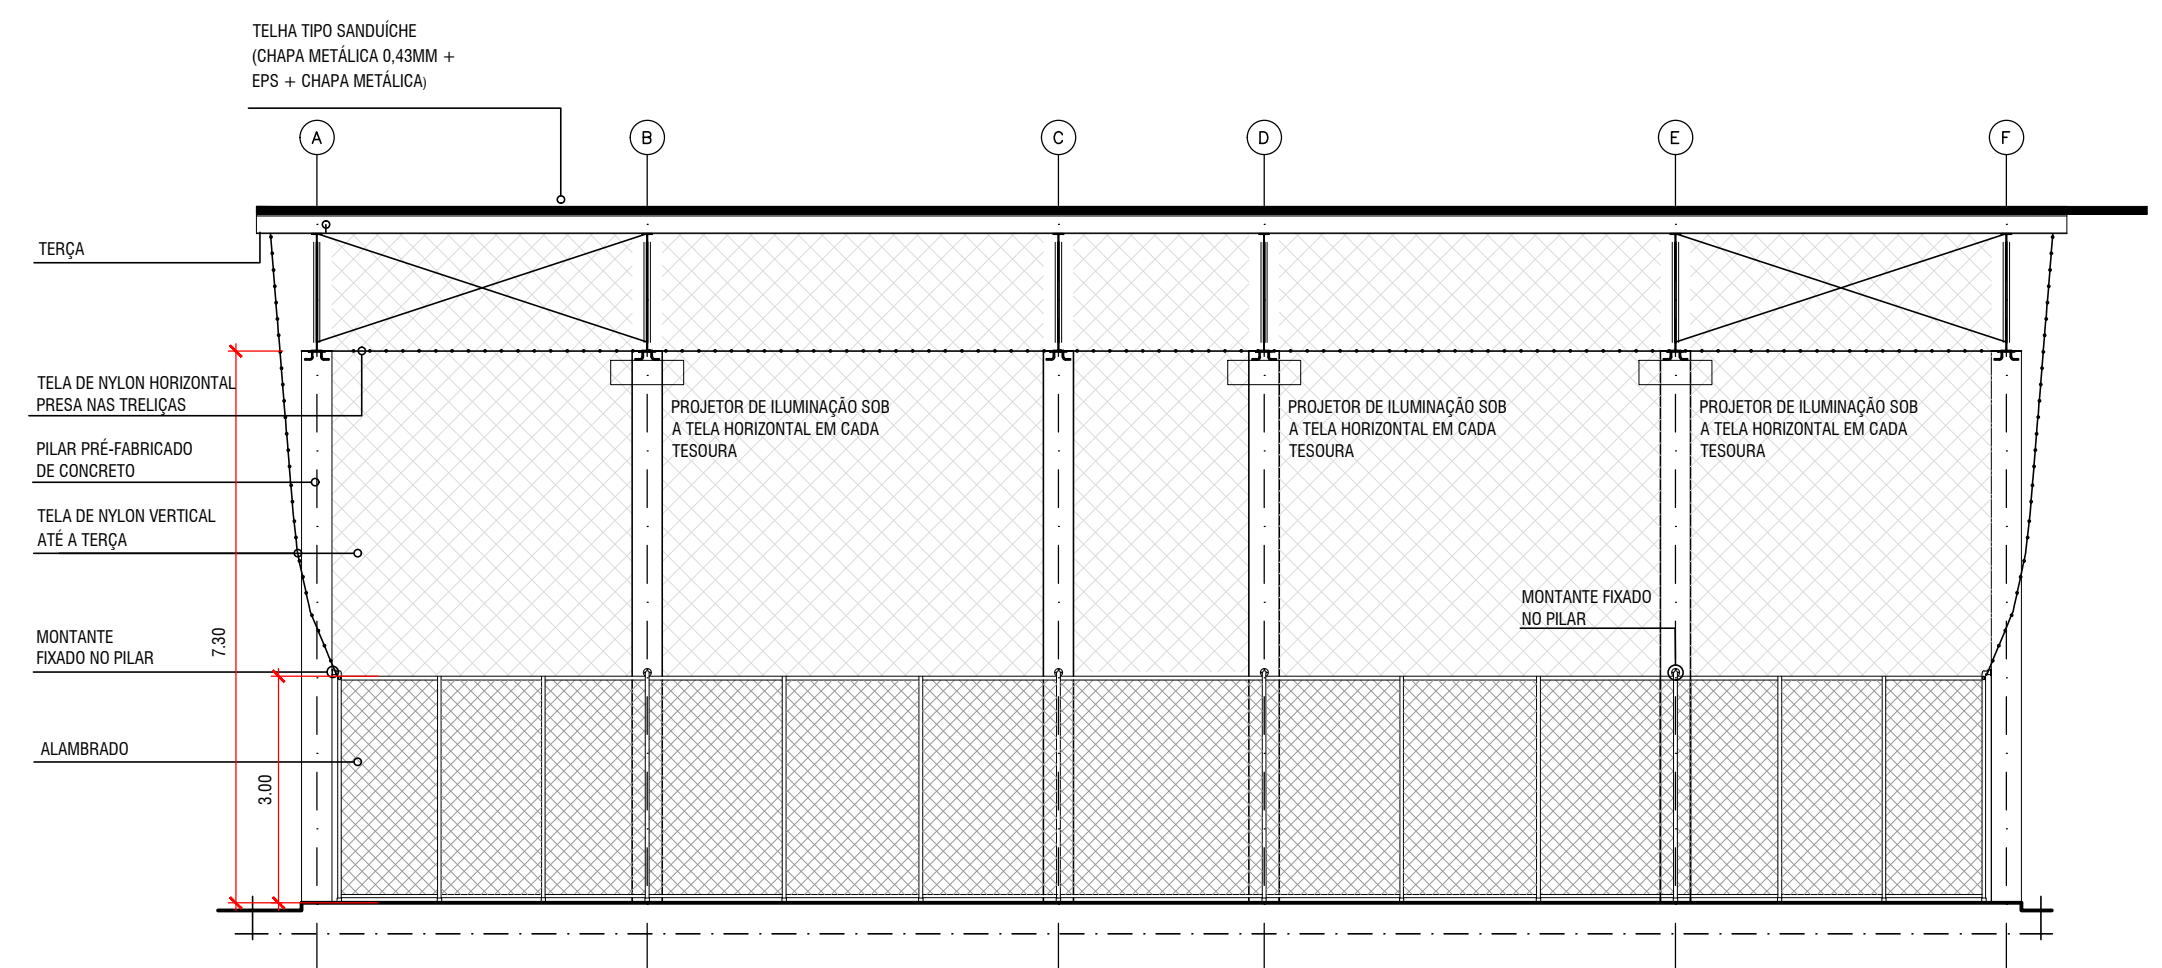 TELHA TIPO SANDUÍCHE
(CHAPA METÁLICA 0,43MM +
EPS + CHAPA METÁLICA)
A
B
C
D
E
F
TERÇA
TELA DE NYLON HORIZONTAL
PRESA NAS TRELIÇAS
PILAR PRÉ-FABRICADO
DE CONCRETO
TELA DE NYLON VERTICAL
ATÉ A TERÇA
MONTANTE
FIXADO NO PILAR
ALAMBRADO
7.30
3.00
PROJETOR DE ILUMINAÇÃO SOB
A TELA HORIZONTAL EM CADA
TESOURA
PROJETOR DE ILUMINAÇÃO SOB
A TELA HORIZONTAL EM CADA
TESOURA
PROJETOR DE ILUMINAÇÃO SOB
A TELA HORIZONTAL EM CADA
TESOURA
MONTANTE FIXADO
NO PILAR